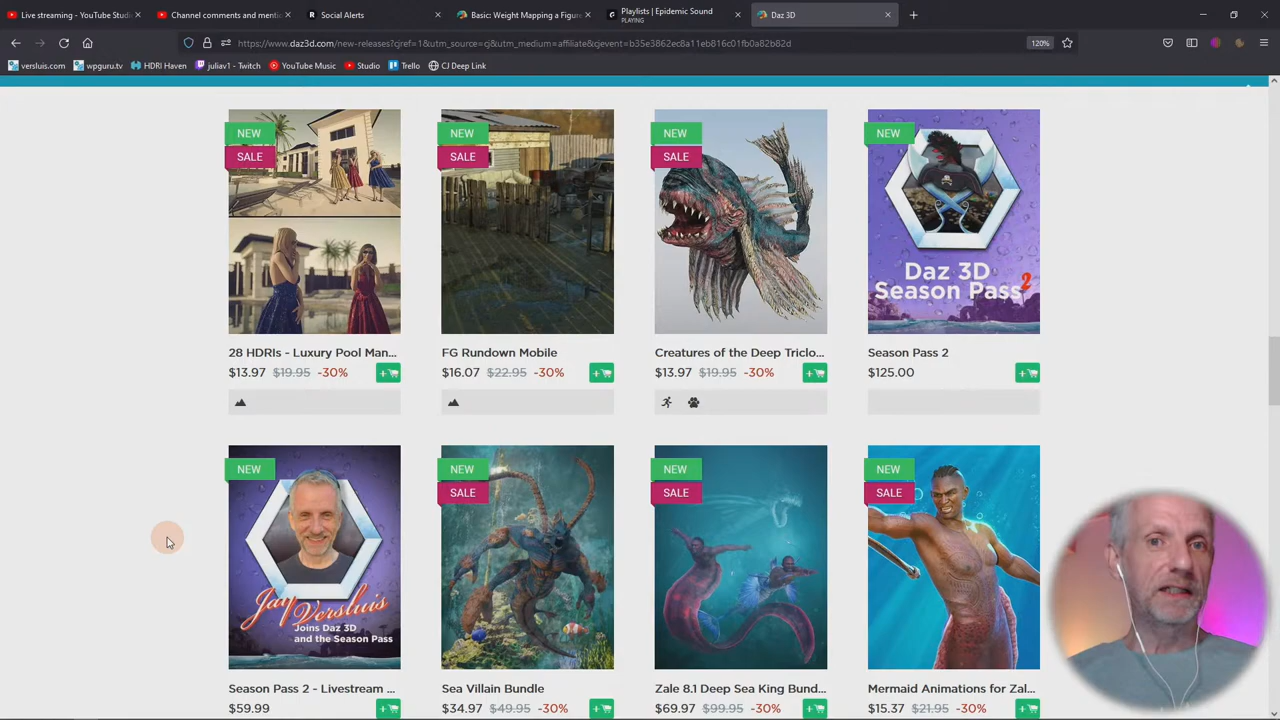 Live streaming - YouTube Studi
Channel comments and mentio
Social Alerts
Basic: Weight Mapping a Figure
Playlists | Epidemic Sound
PLAYING
Daz 3D
https://www.daz3d.com/new-releases?cjref=1&utm_source=cj&utm_medium=affiliate&cjevent=b35e3862ec8a11eb816c01fb0a82b82d
120%
versluis.com
wpguru.tv
HDRI Haven
juliav1 - Twitch
YouTube Music
Studio
Trello
CJ Deep Link
NEW
SALE
NEW
SALE
NEW
SALE
NEW
Daz 3D
Season Pass 2
28 HDRIs - Luxury Pool Man...
$13.97 $19.95 -30%
FG Rundown Mobile
$16.07 $22.95 -30%
Creatures of the Deep Triclo...
$13.97 $19.95 -30%
Season Pass 2
$125.00
NEW
Jay Versluis
Joins Daz 3D
and the Season Pass
NEW
SALE
NEW
SALE
NEW
SALE
Season Pass 2 - Livestream ...
$59.99
Sea Villain Bundle
$34.97 $49.95 -30%
Zale 8.1 Deep Sea King Bund...
$69.97 $99.95 -30%
Mermaid Animations for Zal...
$15.37 $21.95 -30%